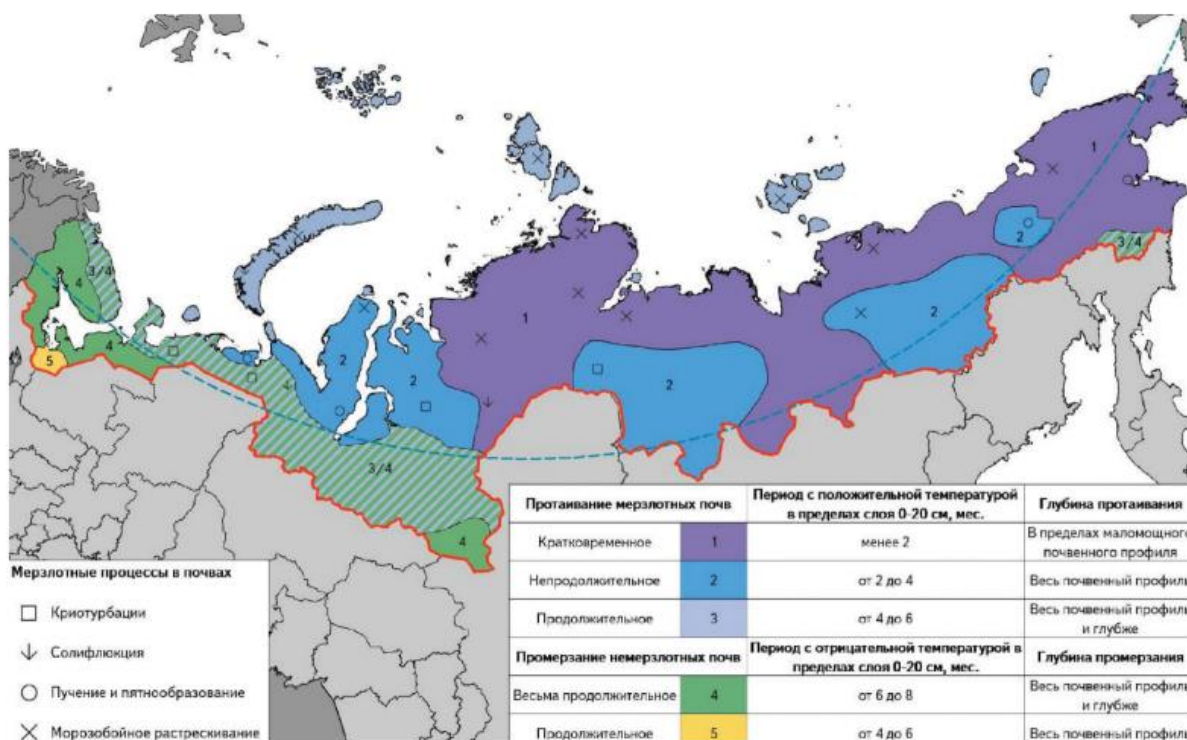 1
2
3/4
3/4
4
4
5
4
2
2
1
2
2
3/4
4
Протаивание мерзлотных почв Период с положительной температурой в пределах слоя 0-20 см, мес. Глубина протаивания
Кратковременное 1 менее 2 В пределах маломощного почвенного профиля
Непродолжительное 2 от 2 до 4 Весь почвенный профиль
Продолжительное 3 от 4 до 6 Весь почвенный профиль и глубже
Промерзание немерзлотных почв Период с отрицательной температурой в пределах слоя 0-20 см, мес. Глубина промерзания
Весьма продолжительное 4 от 6 до 8 Весь почвенный профиль и глубже
Продолжительное 5 от 4 до 6 Весь почвенный профиль
Мерзлотные процессы в почвах
Криотурбации
Солифлюкция
Пучение и пятнообразование
Морозобойное растрескивание